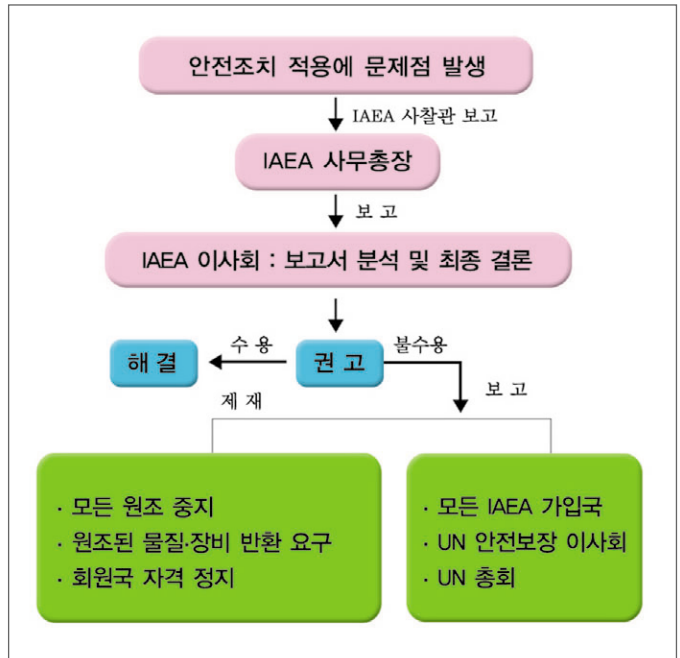 안전조치 적용에 문제점 발생
IAEA 사찰관 보고
IAEA 사무총장
보 고
IAEA 이사회 : 보고서 분석 및 최종 결론
해 결
수 용
권 고
불수용
제 재
보 고
· 모든 원조 중지
· 원조된 물질·장비 반환 요구
· 회원국 자격 정지
· 모든 IAEA 가입국
· UN 안전보장 이사회
· UN 총회